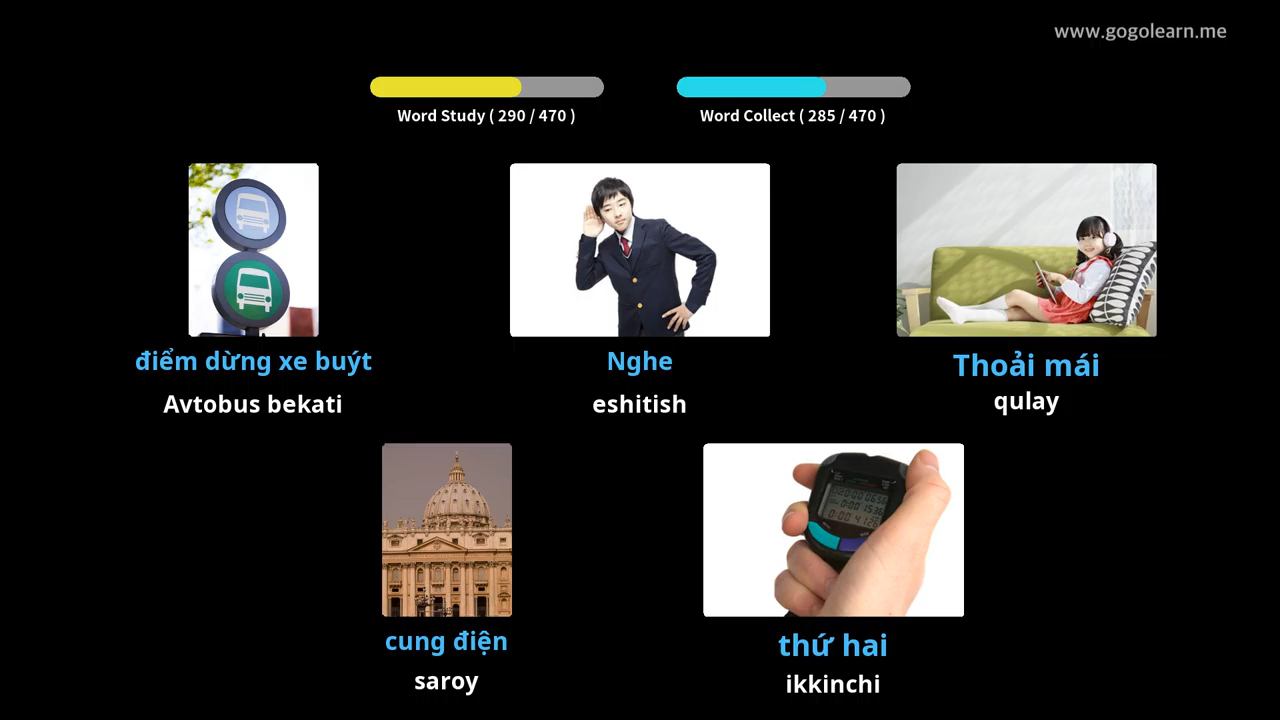 www.gogolearn.me
Word Study ( 290 / 470 )
Word Collect ( 285 / 470 )
điểm dừng xe buýt
Avtobus bekati
Nghe
eshitish
Thoải mái
qulay
cung điện
saroy
thứ hai
ikkinchi